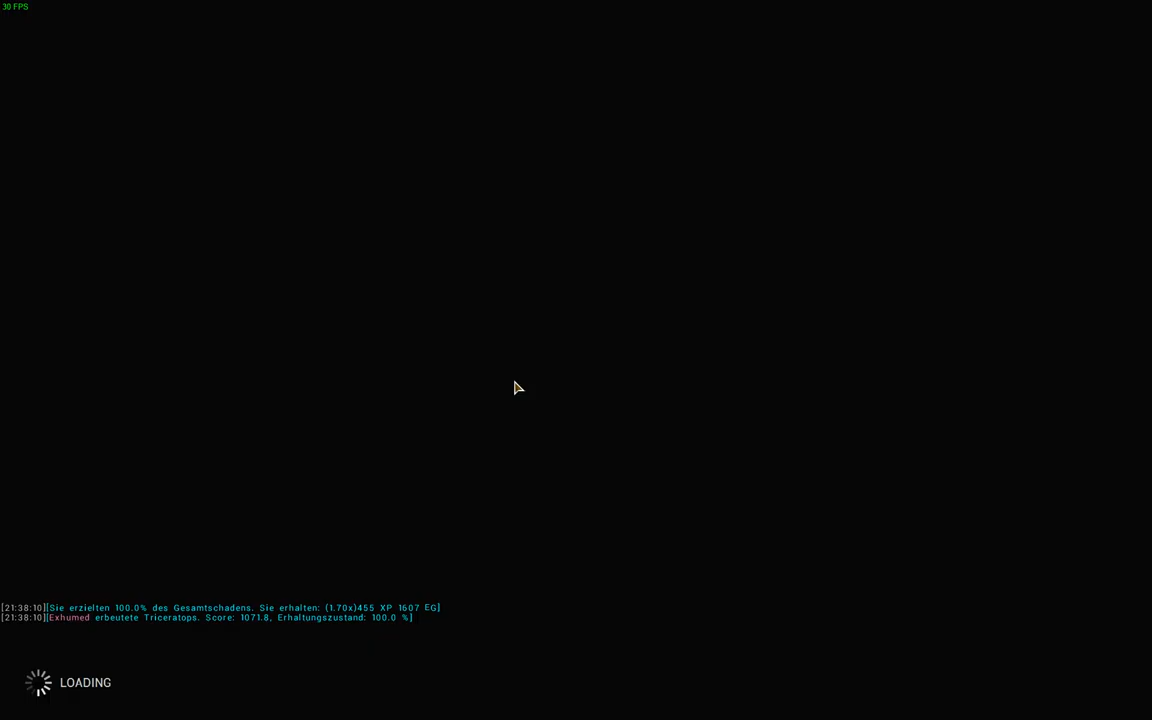 30 FPS
[21:38:10][Sie erzielten 100.0% des Gesamtschadens. Sie erhalten: (1.70x)455 XP 1607 EG]
[21:38:10][Exhumed erbeutete Triceratops. Score: 1071.8, Erhaltungszustand: 100.0 %]
LOADING